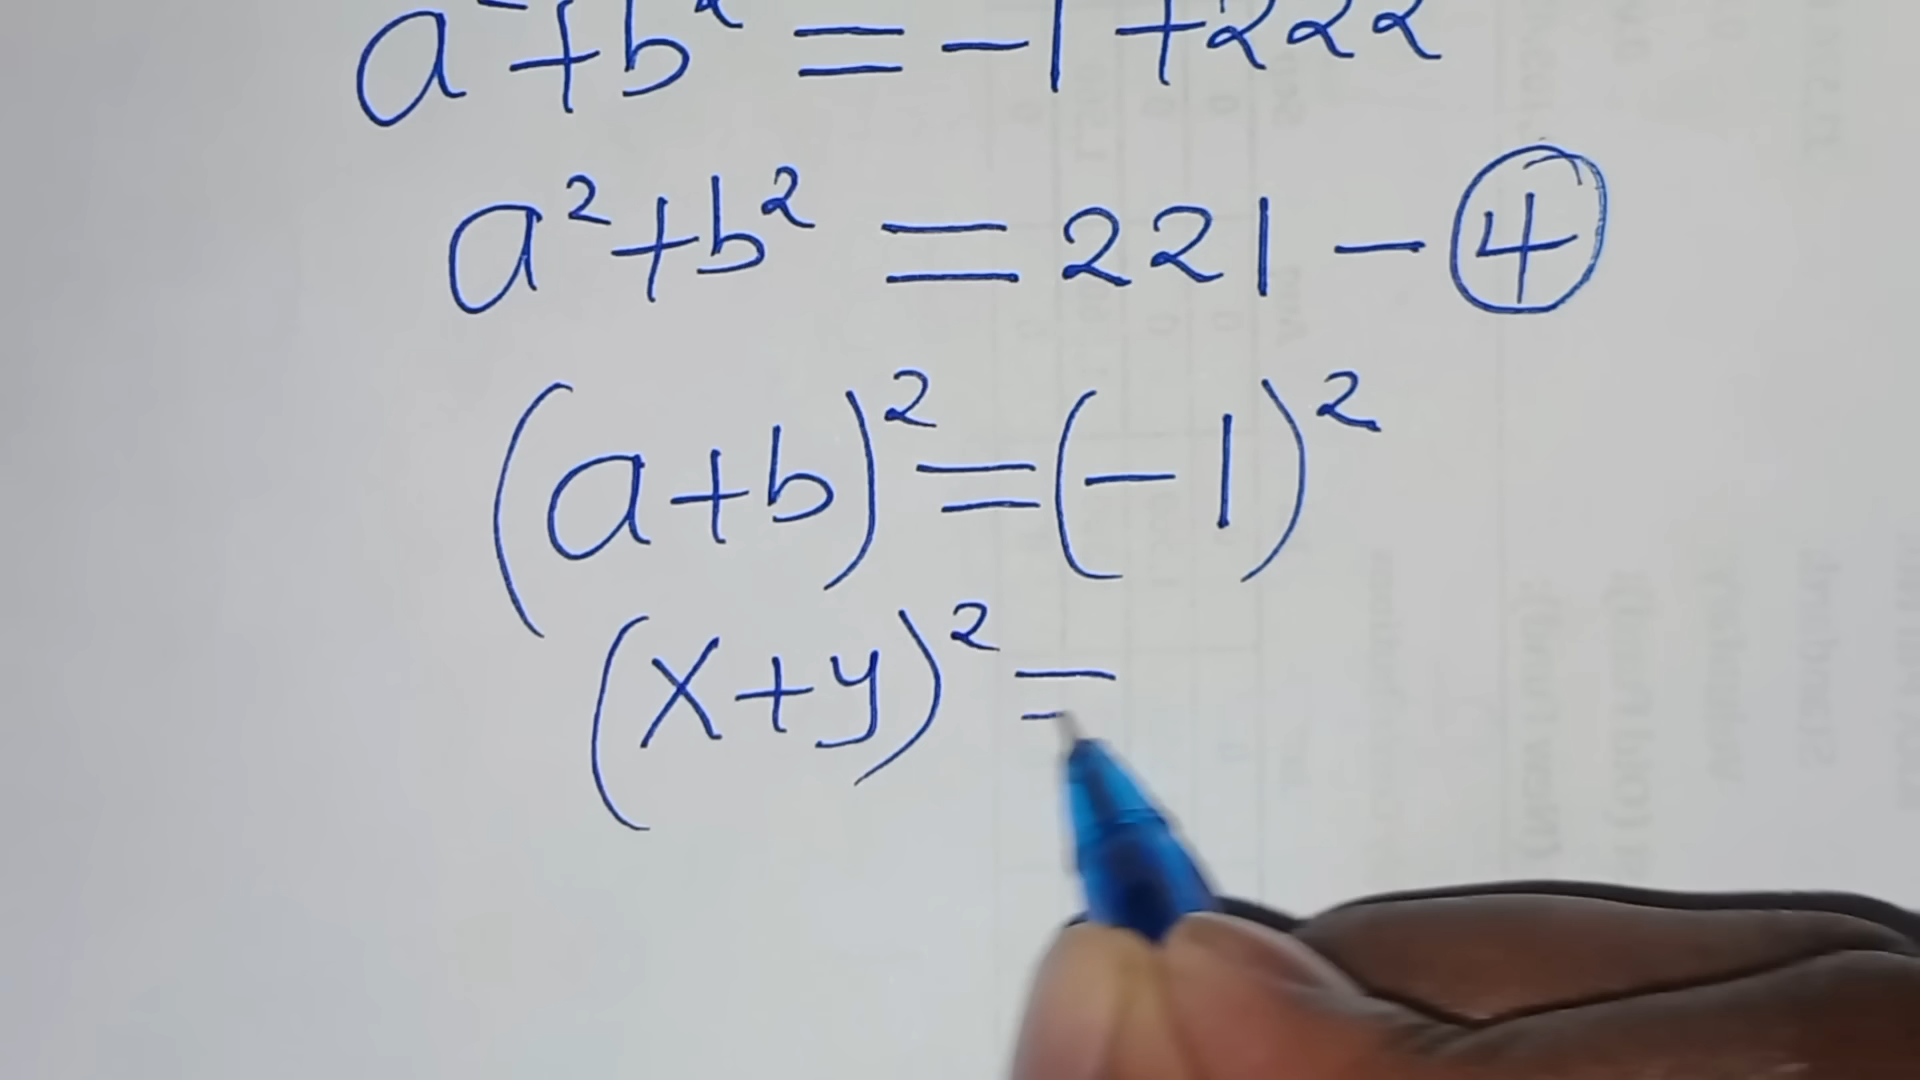 a²+b² = -1+222
a²+b² = 221 - ④
(a+b)²=(-1)²
(x+y)²=